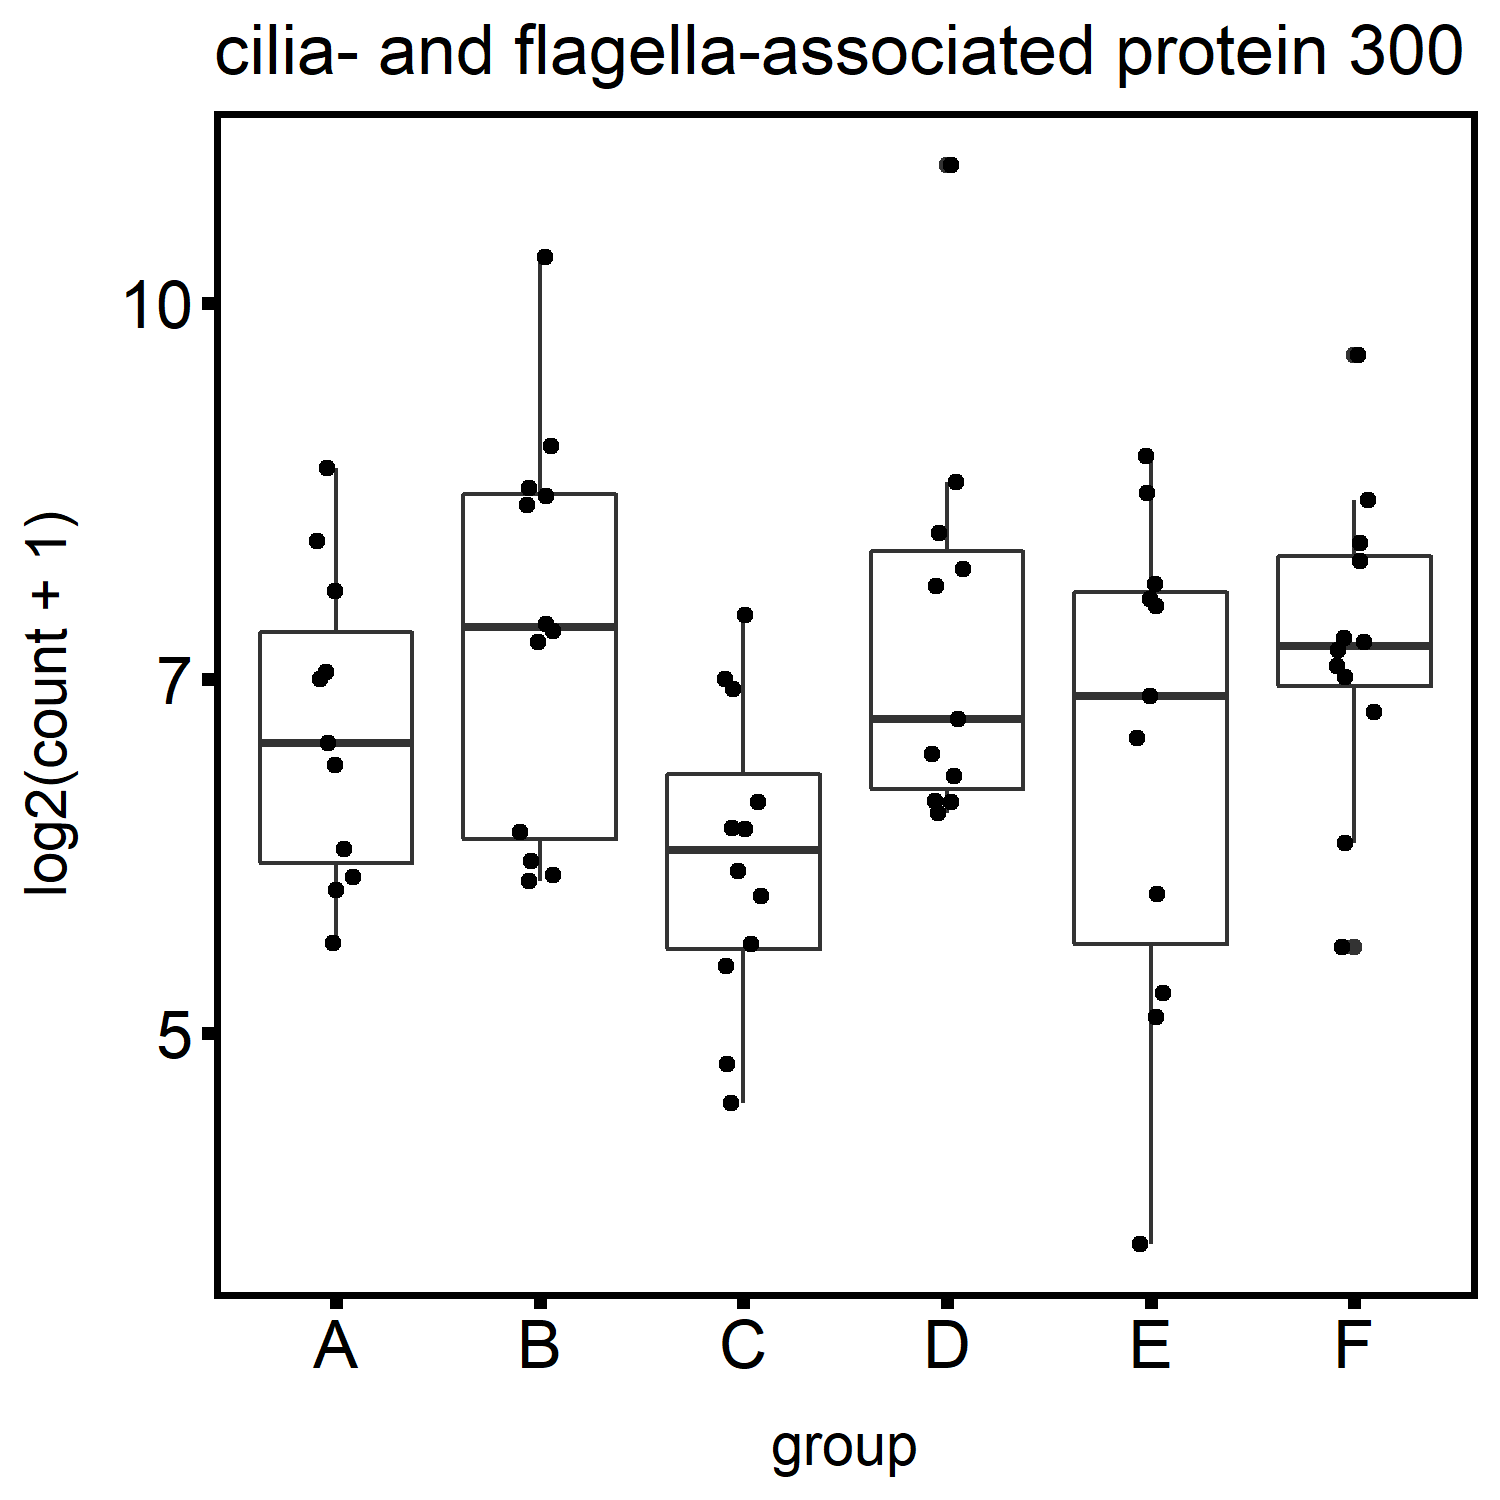 cilia- and flagella-associated protein 300
log2(count + 1)
10
7
5
A B C D E F
group